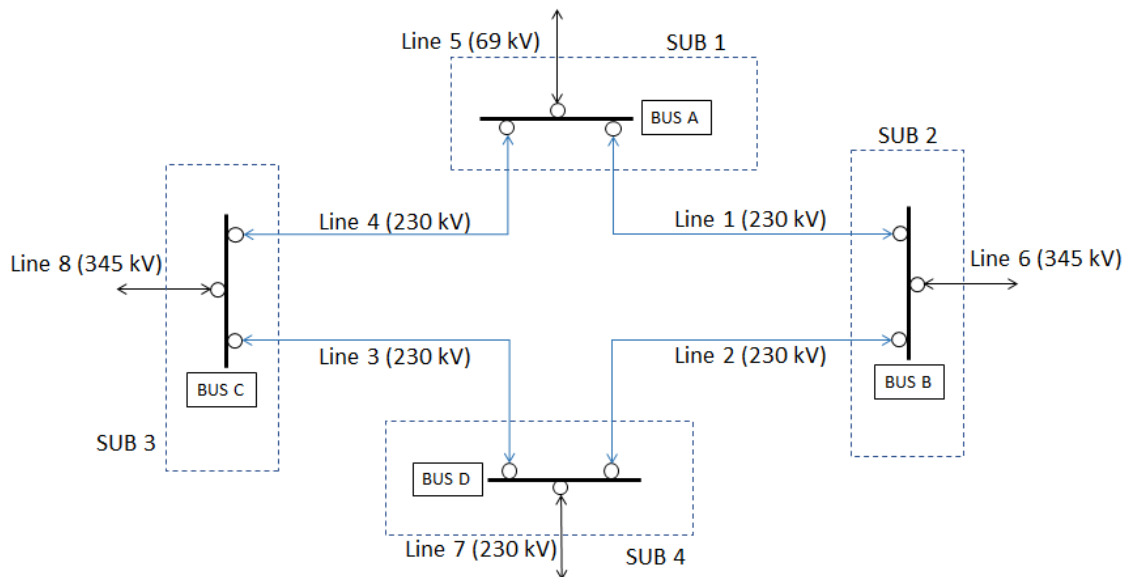 Line 5 (69 kV)
SUB 1
BUS A
SUB 2
Line 4 (230 kV)
Line 1 (230 kV)
Line 8 (345 kV)
Line 6 (345 kV)
Line 3 (230 kV)
Line 2 (230 kV)
BUS C
BUS B
SUB 3
BUS D
Line 7 (230 kV)
SUB 4